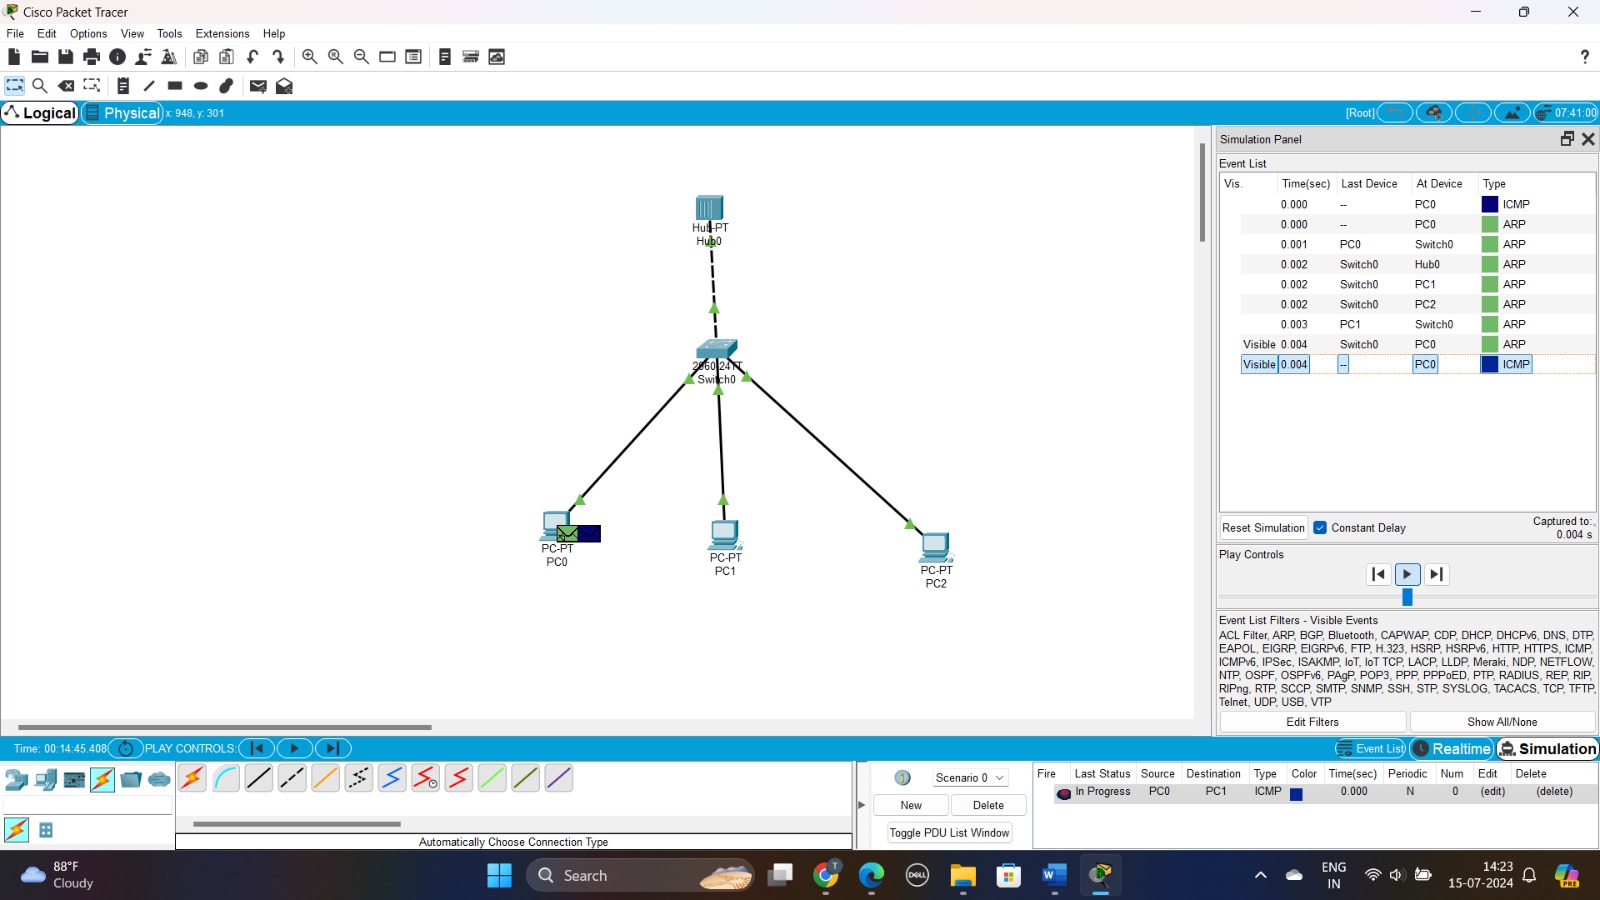 Cisco Packet Tracer
File Edit Options View Tools Extensions Help
?
Logical Physical x: 948, y: 301 [Root] 07:41:00
Simulation Panel
Event List
Vis. Time(sec) Last Device At Device Type
0.000 -- PC0 ICMP
0.000 -- PC0 ARP
0.001 PC0 Switch0 ARP
0.002 Switch0 Hub0 ARP
0.002 Switch0 PC1 ARP
0.002 Switch0 PC2 ARP
0.003 PC1 Switch0 ARP
Visible 0.004 Switch0 PC0 ARP
Visible 0.004 -- PC0 ICMP
Hub-PT
Hub0
2960-24TT
Switch0
PC-PT
PC0
PC-PT
PC1
PC-PT
PC2
Reset Simulation Constant Delay Captured to:
0.004 s
Play Controls
Event List Filters - Visible Events
ACL Filter, ARP, BGP, Bluetooth, CAPWAP, CDP, DHCP, DHCPv6, DNS, DTP,
EAPOL, EIGRP, EIGRPv6, FTP, H.323, HSRP, HSRPv6, HTTP, HTTPS, ICMP,
ICMPv6, IPSec, ISAKMP, IoT, IoT TCP, LACP, LLDP, Meraki, NDP, NETFLOW,
NTP, OSPF, OSPFv6, PAgP, POP3, PPP, PPPoED, PTP, RADIUS, REP, RIP,
RIPng, RTP, SCCP, SMTP, SNMP, SSH, STP, SYSLOG, TACACS, TCP, TFTP,
Telnet, UDP, USB, VTP
Edit Filters Show All/None
Time: 00:14:45.408 PLAY CONTROLS: Event List Realtime Simulation
Scenario 0
New Delete
Toggle PDU List Window
Fire Last Status Source Destination Type Color Time(sec) Periodic Num Edit Delete
In Progress PC0 PC1 ICMP 0.000 N 0 (edit) (delete)
Automatically Choose Connection Type
88°F
Cloudy
Search
DELL
ENG
IN
14:23
15-07-2024
PRE